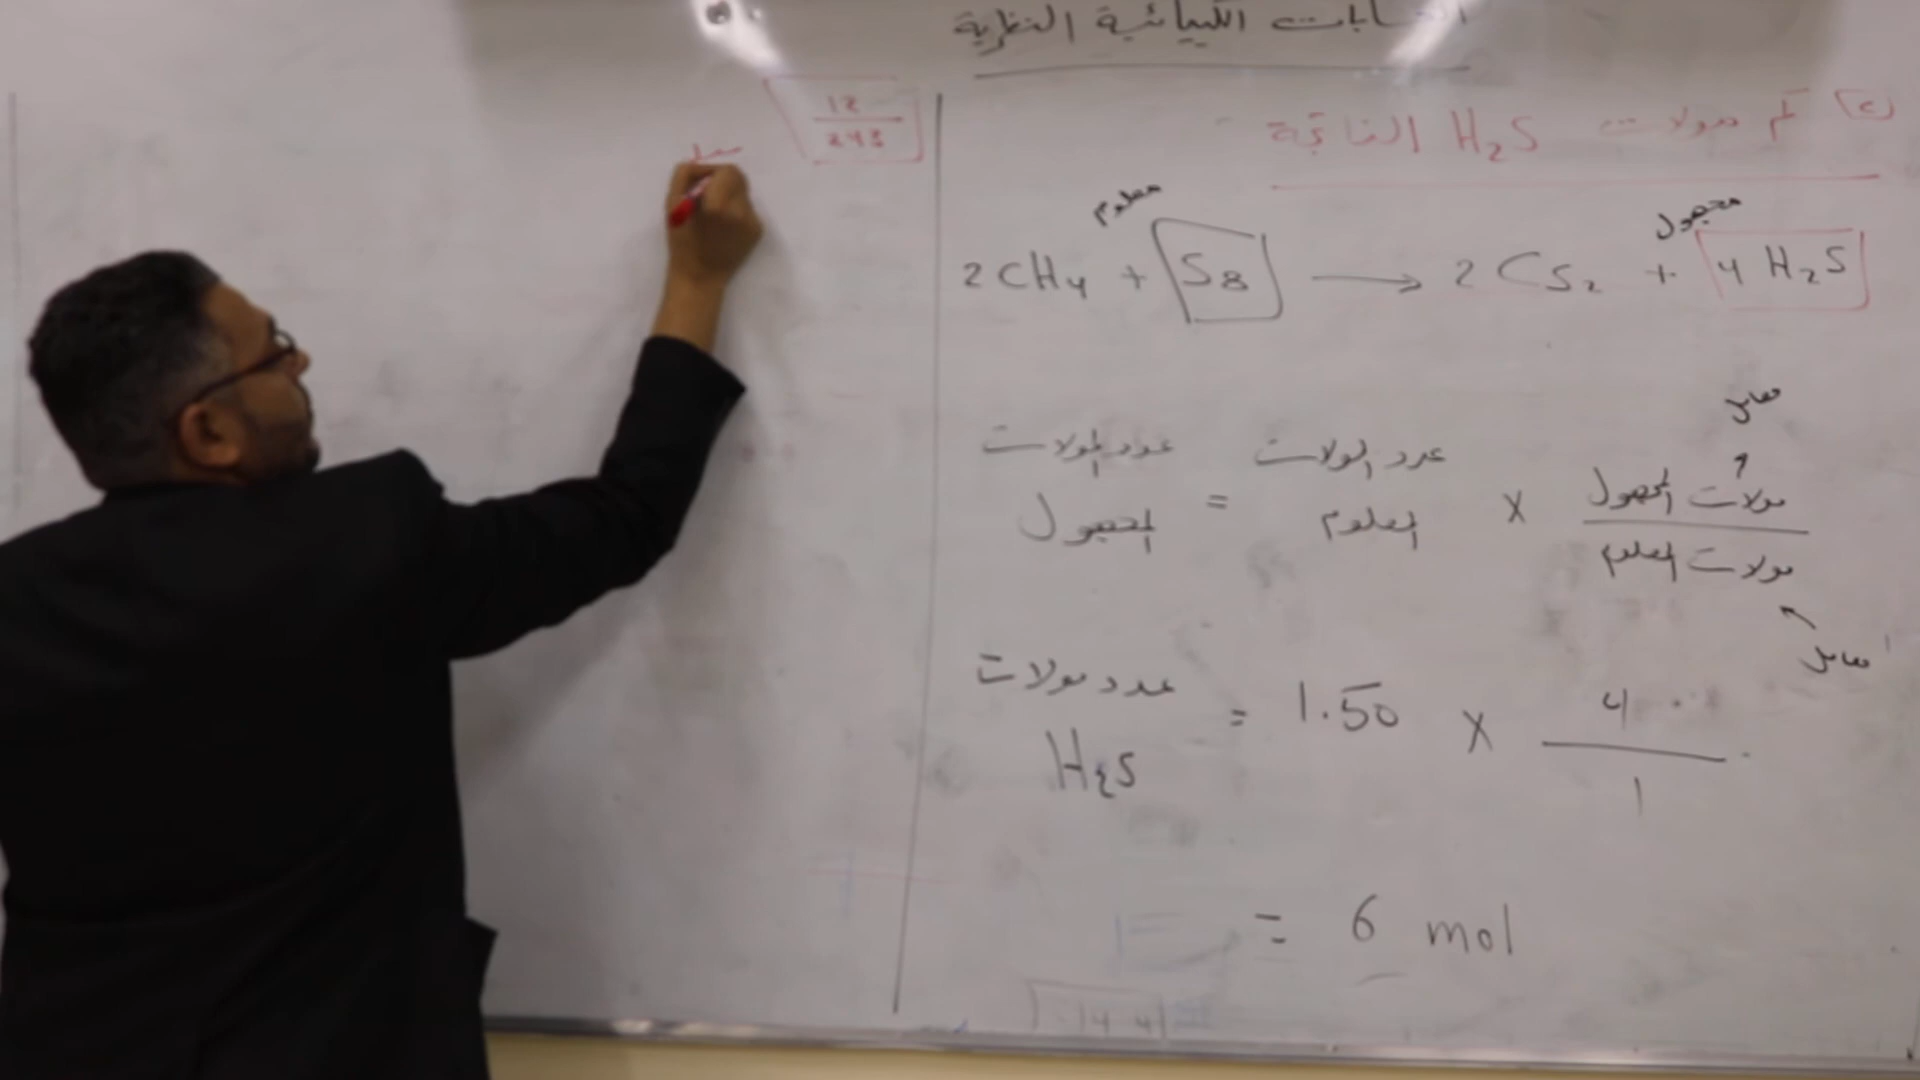 الحسابات الكيميائية النظرية
c) كم مولات H₂S الناتجة
معلوم
مجهول
2CH₄ + S₈ → 2CS₂ + 4H₂S
معامل
عدد المولات المجهول = عدد المولات المعلوم × مولات المجهول / مولات المعلوم
معامل
عدد مولات H₂S = 1.50 × 4 / 1
= 6 mol
12
243